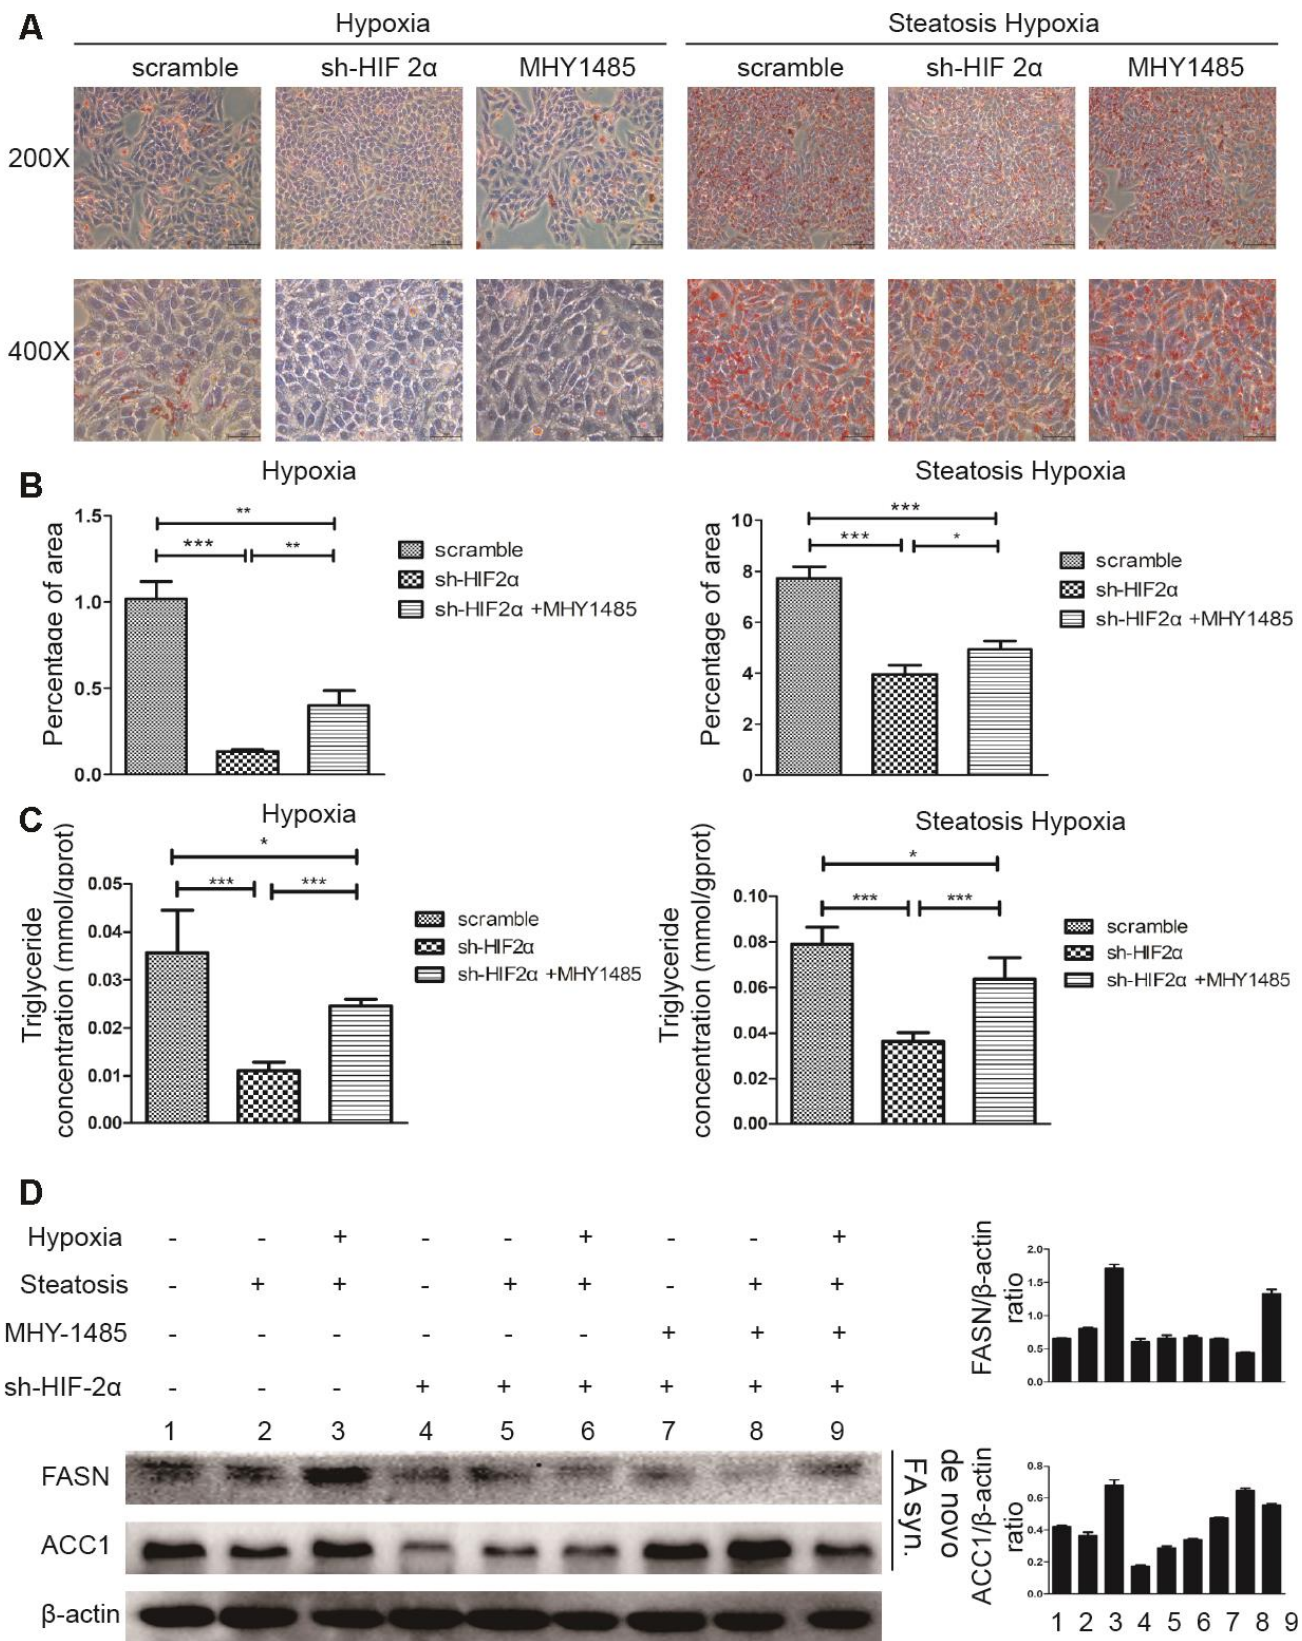 A
Hypoxia
Steatosis Hypoxia
scramble sh-HIF 2α MHY1485 scramble sh-HIF 2α MHY1485
200X
400X
B
Hypoxia
Steatosis Hypoxia
Percentage of area
1.5
1.0
0.5
0.0
**
*** **
scramble
sh-HIF2α
sh-HIF2α +MHY1485
Percentage of area
10
8
6
4
2
0
***
*** *
scramble
sh-HIF2α
sh-HIF2α +MHY1485
C
Hypoxia
Steatosis Hypoxia
Triglyceride
concentration (mmol/gprot)
0.05
0.04
0.03
0.02
0.01
0.00
*
*** ***
scramble
sh-HIF2α
sh-HIF2α +MHY1485
Triglyceride
concentration (mmol/gprot)
0.10
0.08
0.06
0.04
0.02
0.00
*
*** ***
scramble
sh-HIF2α
sh-HIF2α +MHY1485
D
Hypoxia - - + - - + - - +
Steatosis - + + - + + - + +
MHY-1485 - - - - - - + + +
sh-HIF-2α - - - + + + + + +
1 2 3 4 5 6 7 8 9
FASN
ACC1
β-actin
de novo
FA syn.
FASN/β-actin
ratio
2.0
1.5
1.0
0.5
0.0
ACC1/β-actin
ratio
0.8
0.6
0.4
0.2
0.0
1 2 3 4 5 6 7 8 9